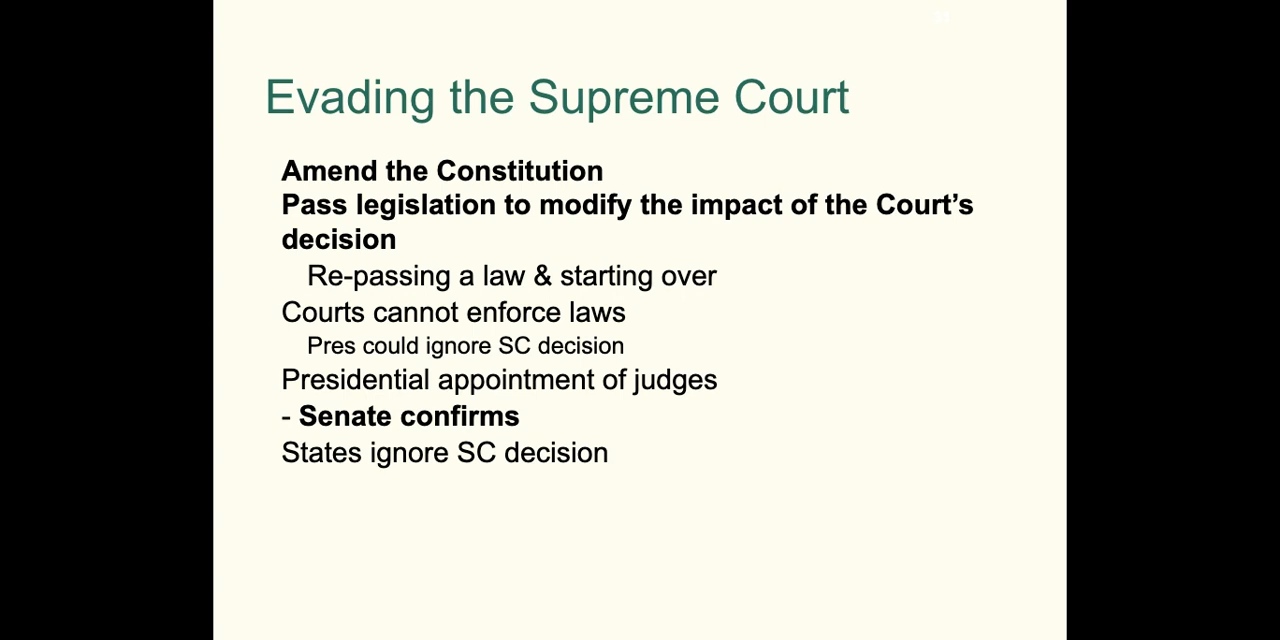 Evading the Supreme Court
Amend the Constitution
Pass legislation to modify the impact of the Court’s
decision
Re-passing a law & starting over
Courts cannot enforce laws
Pres could ignore SC decision
Presidential appointment of judges
- Senate confirms
States ignore SC decision